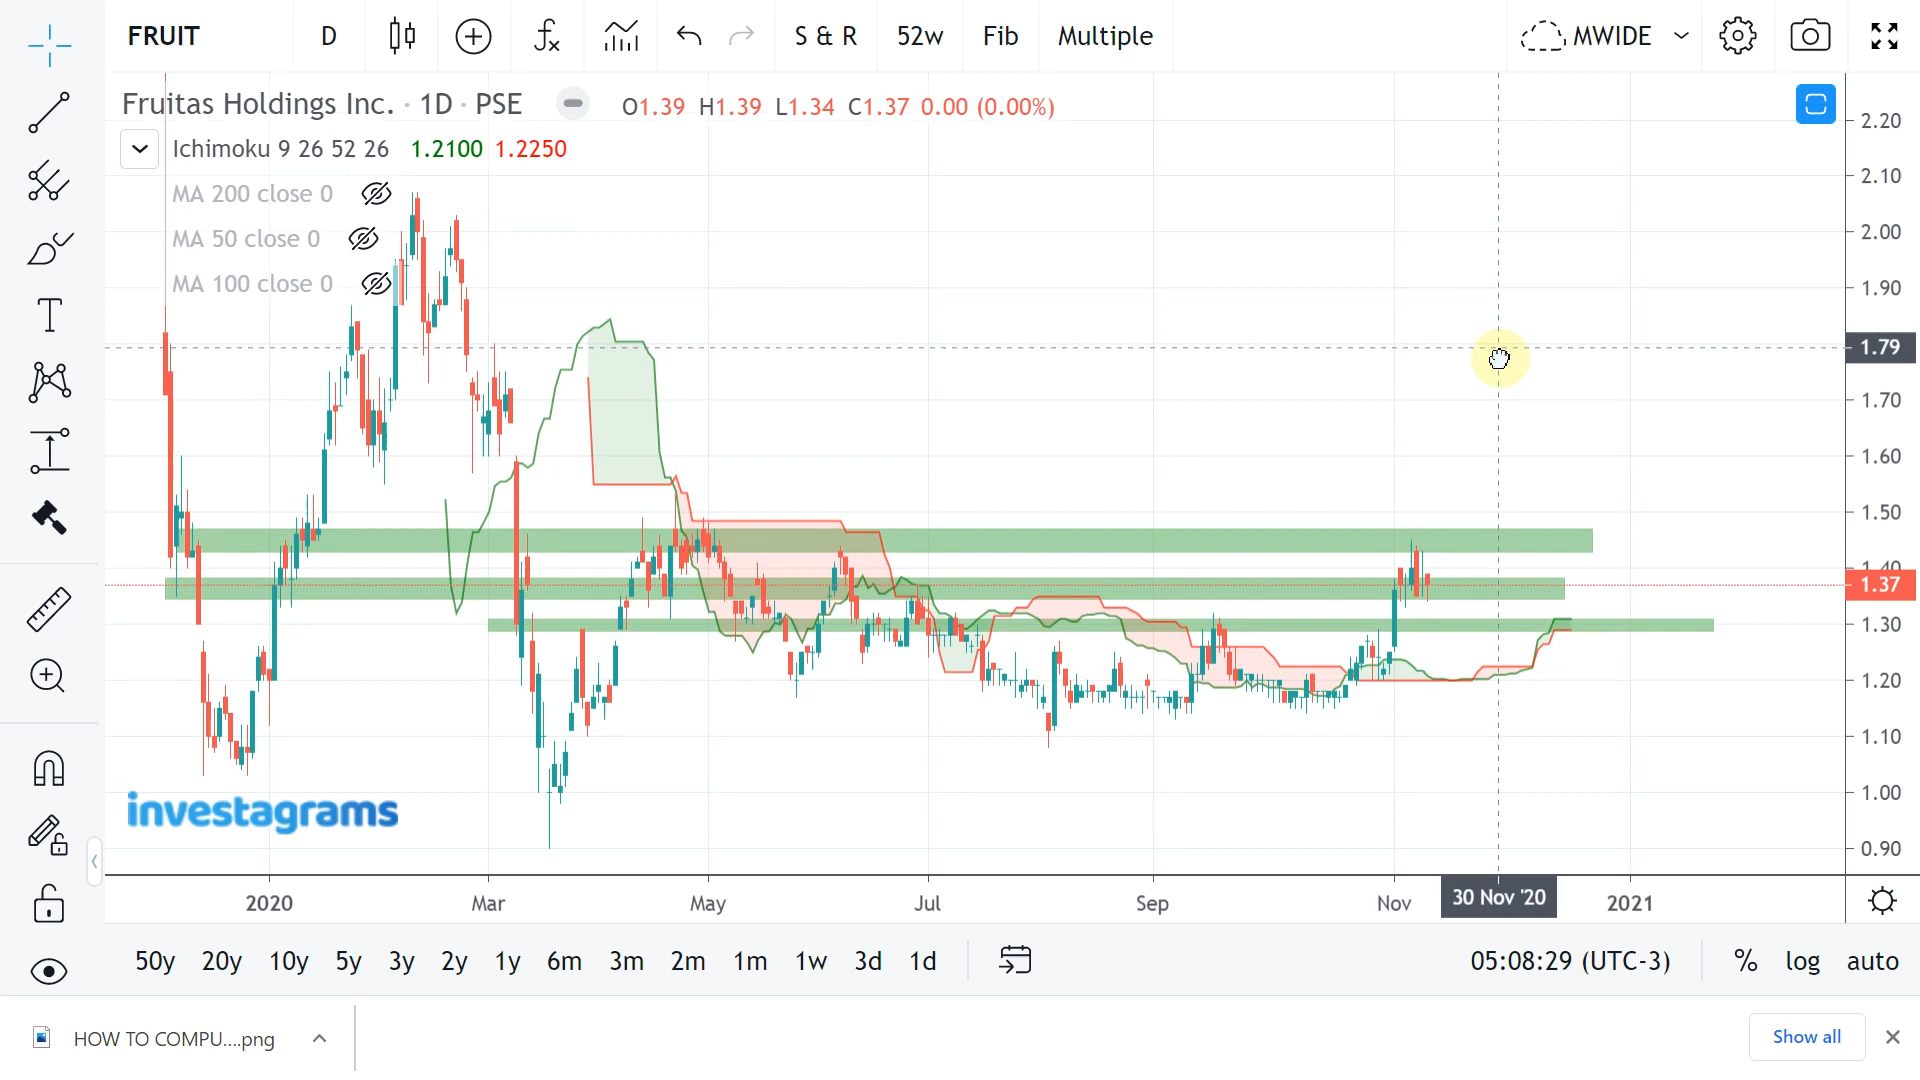 FRUIT D S & R 52w Fib Multiple MWIDE
Fruitas Holdings Inc. · 1D · PSE O1.39 H1.39 L1.34 C1.37 0.00 (0.00%)
Ichimoku 9 26 52 26 1.2100 1.2250
MA 200 close 0
MA 50 close 0
MA 100 close 0
2.20
2.10
2.00
1.90
1.79
1.70
1.60
1.50
1.40
1.37
1.30
1.20
1.10
1.00
0.90
investagrams
2020 Mar May Jul Sep Nov 30 Nov '20 2021
50y 20y 10y 5y 3y 2y 1y 6m 3m 2m 1m 1w 3d 1d 05:08:29 (UTC-3) % log auto
HOW TO COMPU....png Show all